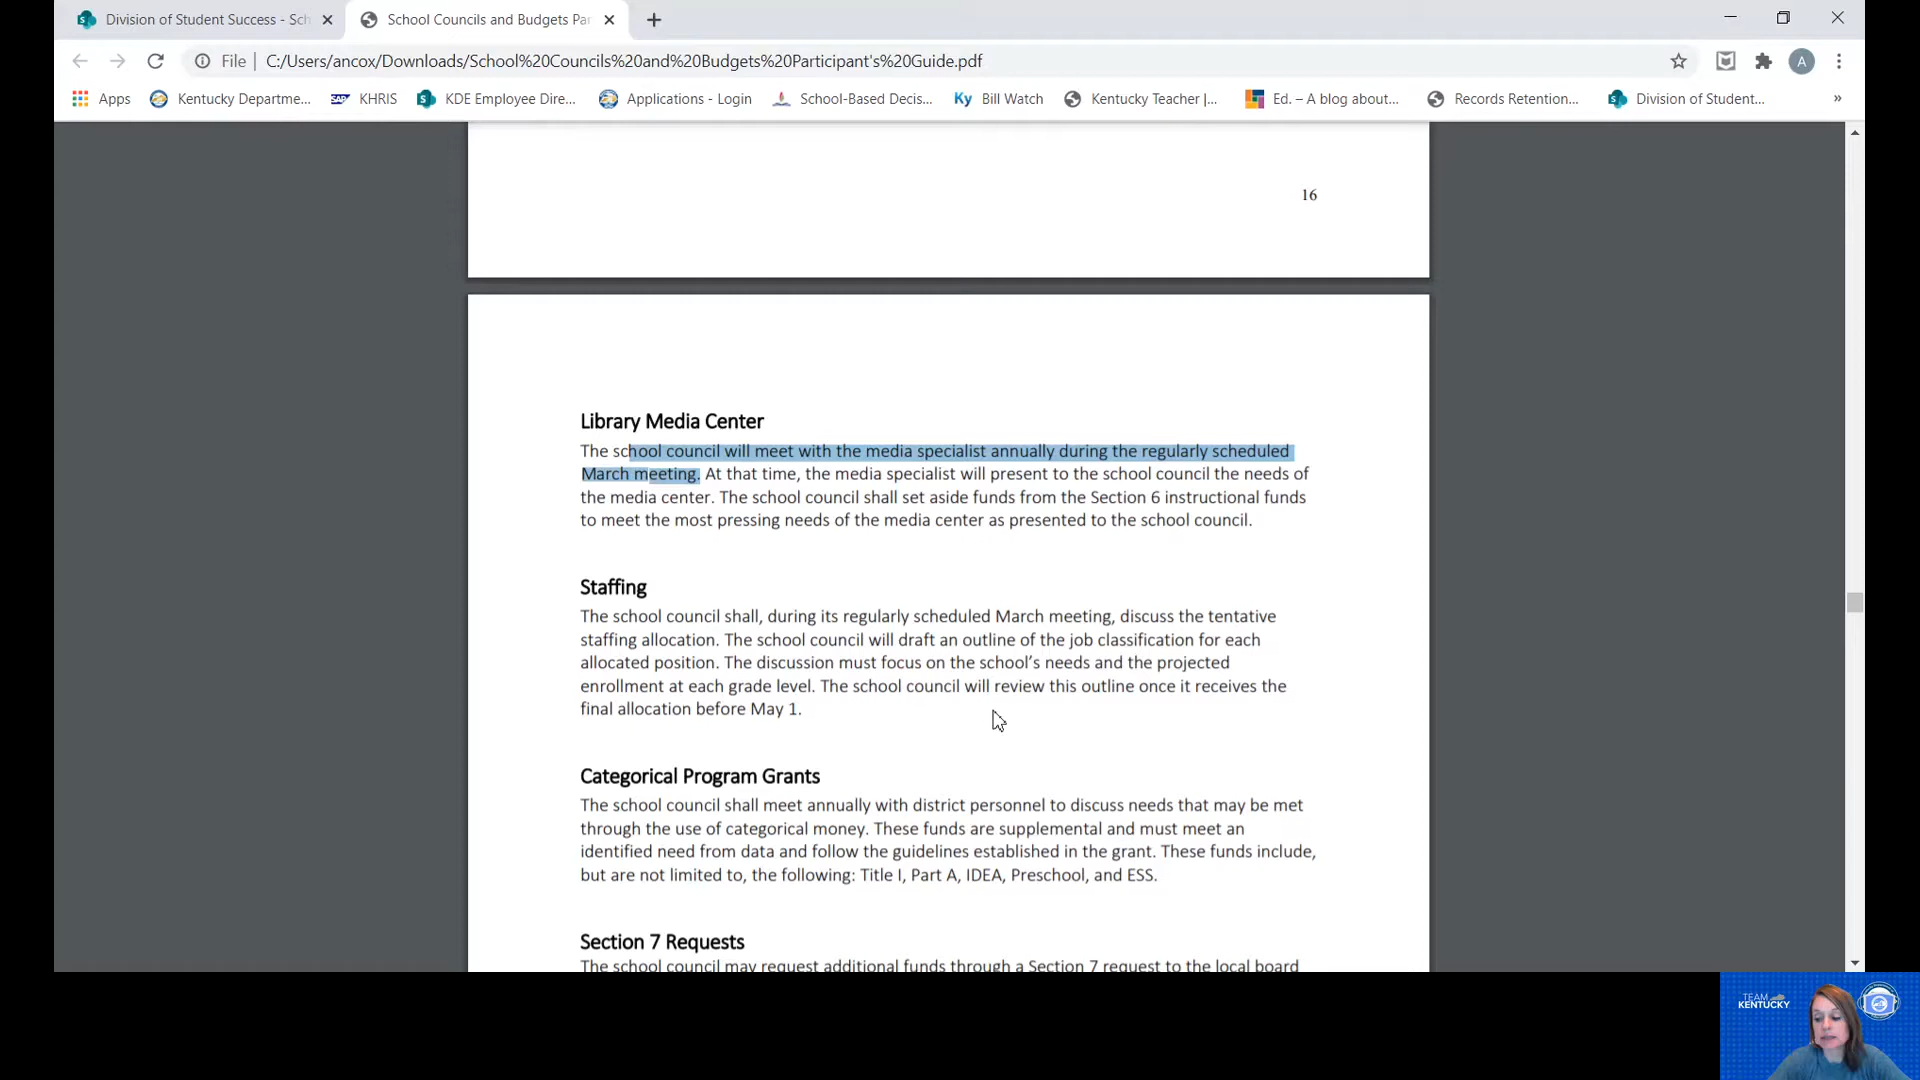 Division of Student Success - Sch
School Councils and Budgets Par
File
C:/Users/ancox/Downloads/School%20Councils%20and%20Budgets%20Participant's%20Guide.pdf
A
Apps
Kentucky Departme...
KHRIS
KDE Employee Dire...
Applications - Login
School-Based Decis...
Ky Bill Watch
Kentucky Teacher |...
Ed. – A blog about...
Records Retention...
Division of Student...
»
16
Library Media Center
The school council will meet with the media specialist annually during the regularly scheduled
March meeting. At that time, the media specialist will present to the school council the needs of
the media center. The school council shall set aside funds from the Section 6 instructional funds
to meet the most pressing needs of the media center as presented to the school council.
Staffing
The school council shall, during its regularly scheduled March meeting, discuss the tentative
staffing allocation. The school council will draft an outline of the job classification for each
allocated position. The discussion must focus on the school’s needs and the projected
enrollment at each grade level. The school council will review this outline once it receives the
final allocation before May 1.
Categorical Program Grants
The school council shall meet annually with district personnel to discuss needs that may be met
through the use of categorical money. These funds are supplemental and must meet an
identified need from data and follow the guidelines established in the grant. These funds include,
but are not limited to, the following: Title I, Part A, IDEA, Preschool, and ESS.
Section 7 Requests
The school council may request additional funds through a Section 7 request to the local board
TEAM
KENTUCKY